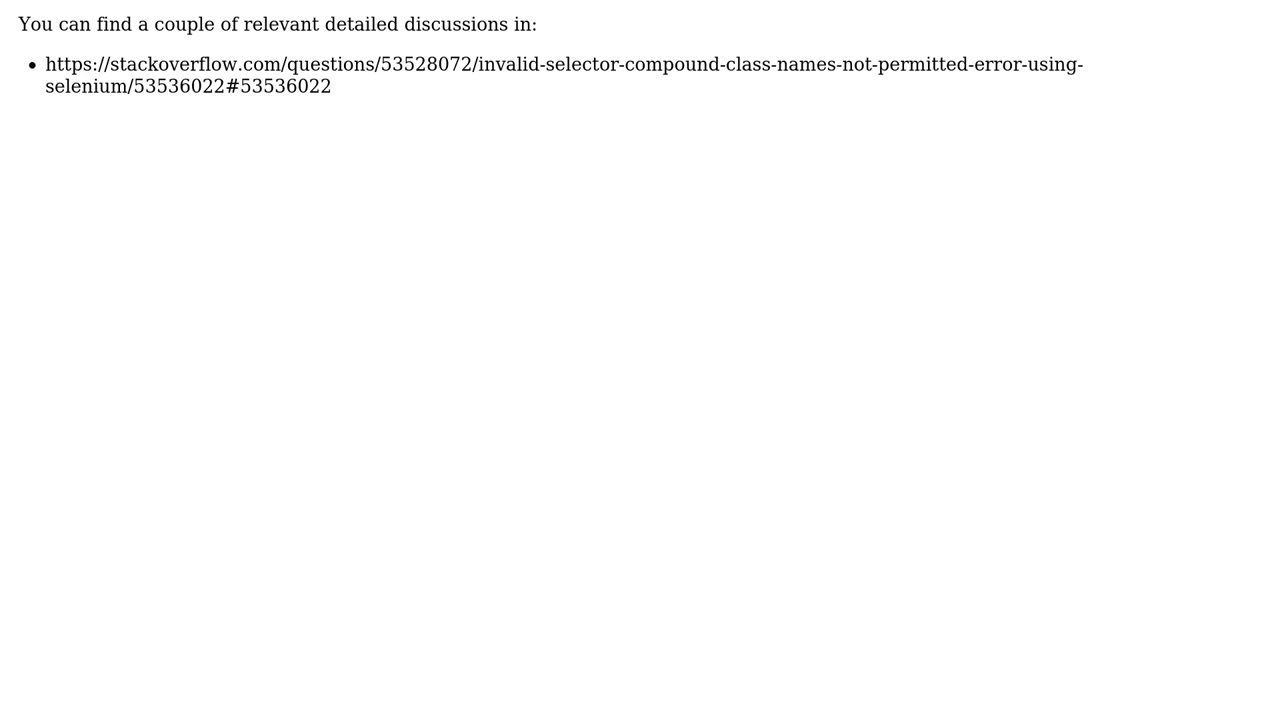 You can find a couple of relevant detailed discussions in:
• https://stackoverflow.com/questions/53528072/invalid-selector-compound-class-names-not-permitted-error-using-
selenium/53536022#53536022